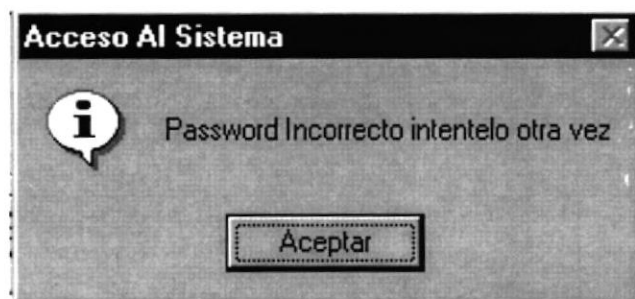 Acceso Al Sistema
Password Incorrecto intentelo otra vez
Aceptar